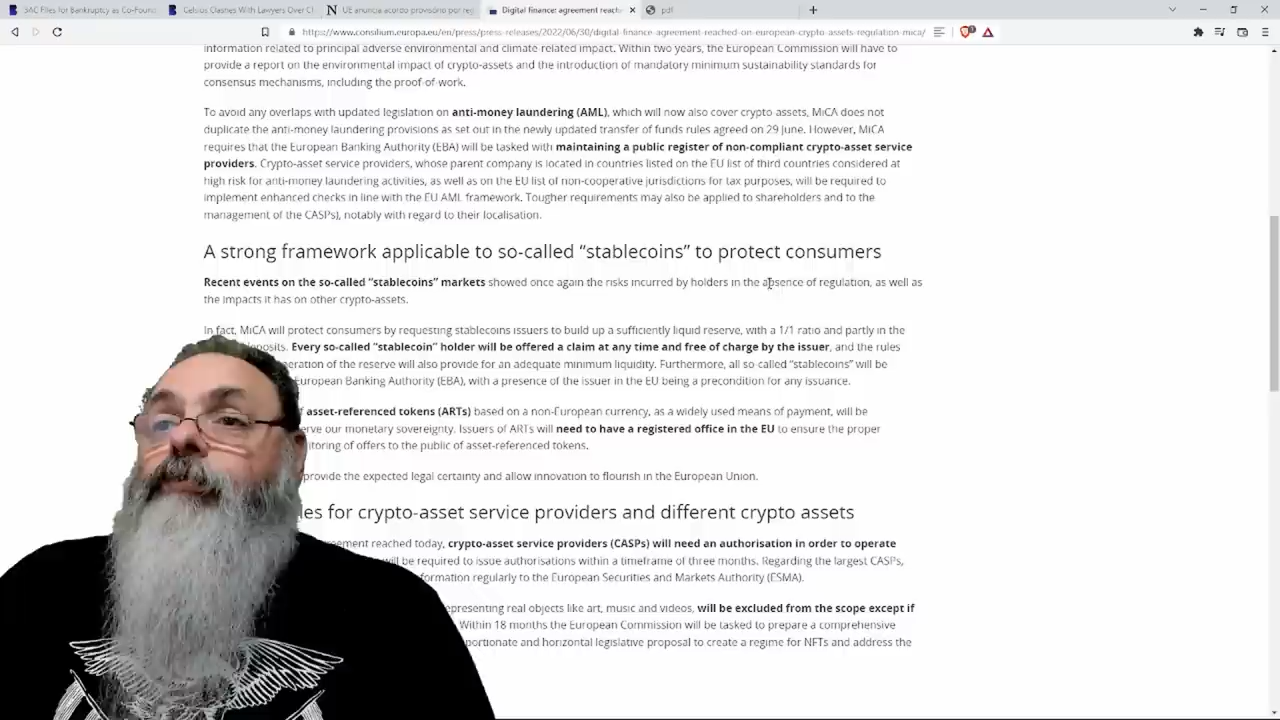 3AC Files for Bankruptcy as Co-Foun
Celsius Clashes With Lawyers Over Cl
UE anuncia acordo provisório por reg
Digital finance: agreement reach
pdf
https://www.consilium.europa.eu/en/press/press-releases/2022/06/30/digital-finance-agreement-reached-on-european-crypto-assets-regulation-mica/
information related to principal adverse environmental and climate-related impact. Within two years, the European Commission will have to
provide a report on the environmental impact of crypto-assets and the introduction of mandatory minimum sustainability standards for
consensus mechanisms, including the proof-of-work.
To avoid any overlaps with updated legislation on anti-money laundering (AML), which will now also cover crypto-assets, MiCA does not
duplicate the anti-money laundering provisions as set out in the newly updated transfer of funds rules agreed on 29 June. However, MiCA
requires that the European Banking Authority (EBA) will be tasked with maintaining a public register of non-compliant crypto-asset service
providers. Crypto-asset service providers, whose parent company is located in countries listed on the EU list of third countries considered at
high risk for anti-money laundering activities, as well as on the EU list of non-cooperative jurisdictions for tax purposes, will be required to
implement enhanced checks in line with the EU AML framework. Tougher requirements may also be applied to shareholders and to the
management of the CASPs), notably with regard to their localisation.
A strong framework applicable to so-called “stablecoins” to protect consumers
Recent events on the so-called “stablecoins” markets showed once again the risks incurred by holders in the absence of regulation, as well as
the impacts it has on other crypto-assets.
In fact, MiCA will protect consumers by requesting stablecoins issuers to build up a sufficiently liquid reserve, with a 1/1 ratio and partly in the
deposits. Every so-called “stablecoin” holder will be offered a claim at any time and free of charge by the issuer, and the rules
eration of the reserve will also provide for an adequate minimum liquidity. Furthermore, all so-called “stablecoins” will be
European Banking Authority (EBA), with a presence of the issuer in the EU being a precondition for any issuance.
f asset-referenced tokens (ARTs) based on a non-European currency, as a widely used means of payment, will be
erve our monetary sovereignty. Issuers of ARTs will need to have a registered office in the EU to ensure the proper
itoring of offers to the public of asset-referenced tokens.
provide the expected legal certainty and allow innovation to flourish in the European Union.
les for crypto-asset service providers and different crypto assets
eement reached today, crypto-asset service providers (CASPs) will need an authorisation in order to operate
will be required to issue authorisations within a timeframe of three months. Regarding the largest CASPs,
formation regularly to the European Securities and Markets Authority (ESMA).
epresenting real objects like art, music and videos, will be excluded from the scope except if
Within 18 months the European Commission will be tasked to prepare a comprehensive
portionate and horizontal legislative proposal to create a regime for NFTs and address the